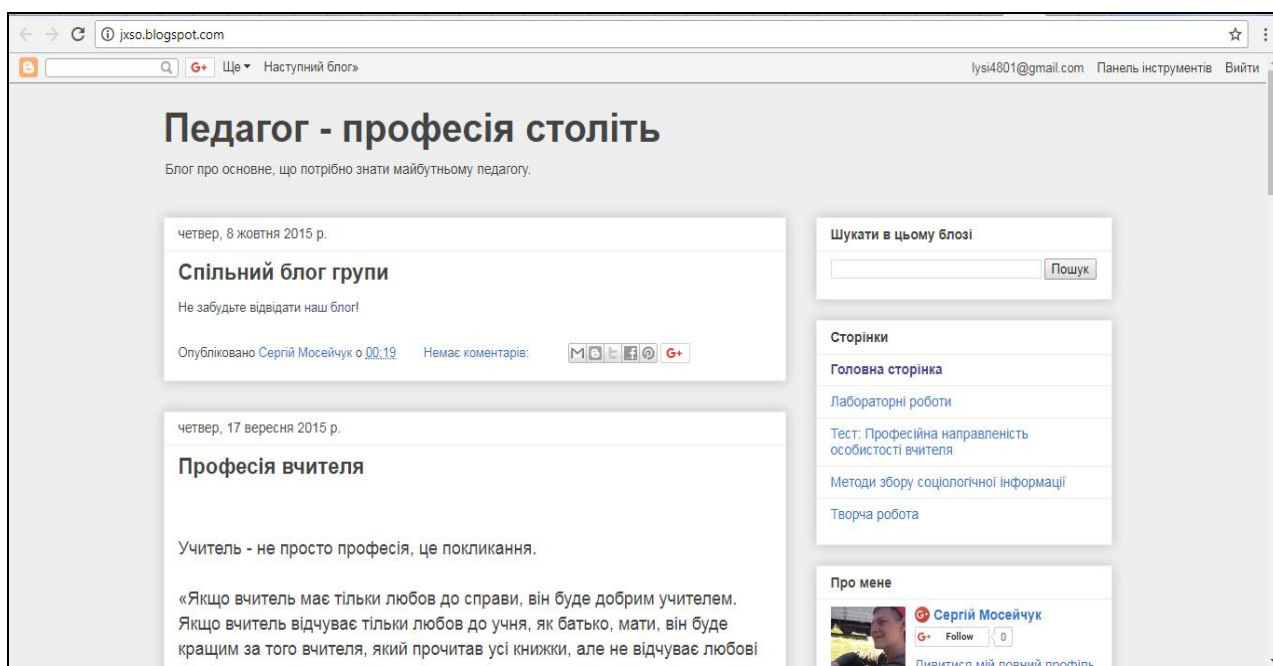 jxso.blogspot.com
G+ Ще Наступний блог»
lysi4801@gmail.com Панель інструментів Вийти
Педагог - професія століть
Блог про основне, що потрібно знати майбутньому педагогу.
четвер, 8 жовтня 2015 р.
Спільний блог групи
Не забудьте відвідати наш блог!
Опубліковано Сергій Мосейчук о 00:19 Немає коментарів: G+
четвер, 17 вересня 2015 р.
Професія вчителя
Учитель - не просто професія, це покликання.
«Якщо вчитель має тільки любов до справи, він буде добрим учителем.
Якщо вчитель відчуває тільки любов до учня, як батько, мати, він буде
кращим за того вчителя, який прочитав усі книжки, але не відчуває любові
Шукати в цьому блозі
Пошук
Сторінки
Головна сторінка
Лабораторні роботи
Тест: Професійна направленість
особистості вчителя
Методи збору соціологічної інформації
Творча робота
Про мене
Сергій Мосейчук
G+ Follow 0
Дивитися мій повний профіль